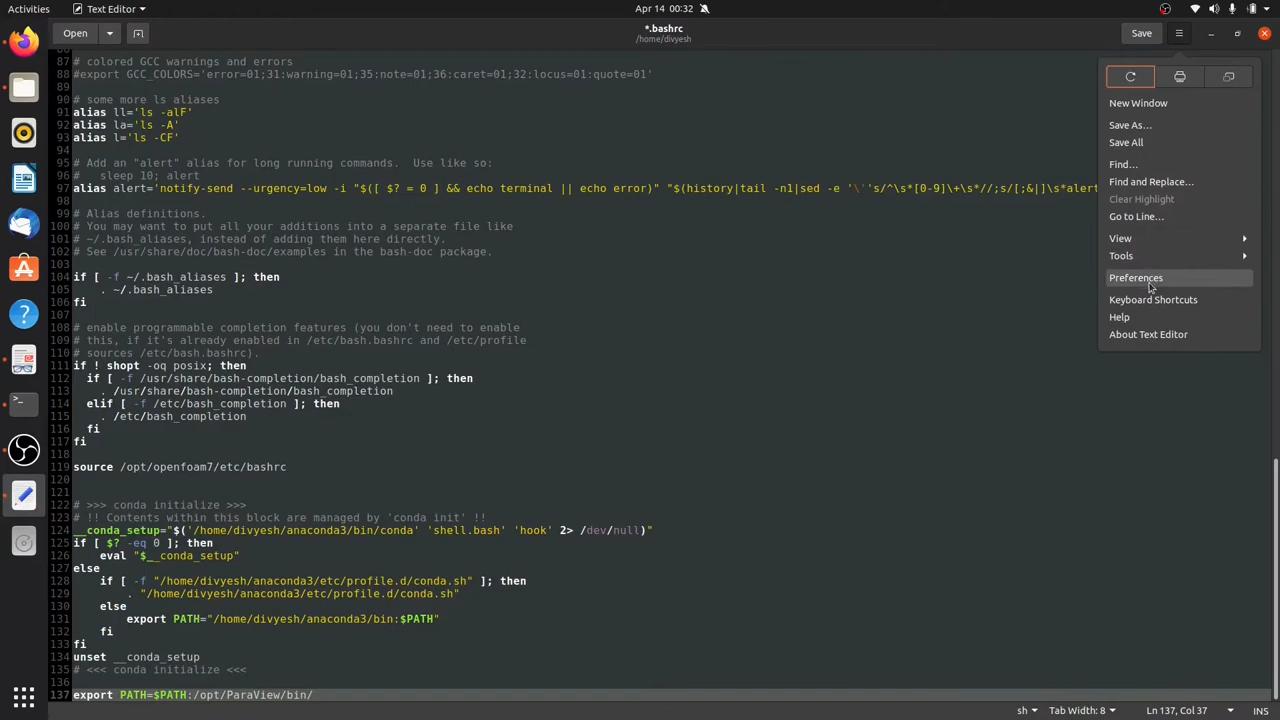 Activities
Text Editor
Apr 14 00:32
Open
*.bashrc
/home/divyesh
Save
87 # colored GCC warnings and errors
88 #export GCC_COLORS='error=01;31:warning=01;35:note=01;36:caret=01;32:locus=01:quote=01'
89
90 # some more ls aliases
91 alias ll='ls -alF'
92 alias la='ls -A'
93 alias l='ls -CF'
94
95 # Add an "alert" alias for long running commands.  Use like so:
96 #   sleep 10; alert
97 alias alert='notify-send --urgency=low -i "$([ $? = 0 ] && echo terminal || echo error)" "$(history|tail -n1|sed -e '\''s/^\s*[0-9]\+\s*//;s/[;&|]\s*alert
98
99 # Alias definitions.
100 # You may want to put all your additions into a separate file like
101 # ~/.bash_aliases, instead of adding them here directly.
102 # See /usr/share/doc/bash-doc/examples in the bash-doc package.
103
104 if [ -f ~/.bash_aliases ]; then
105     . ~/.bash_aliases
106 fi
107
108 # enable programmable completion features (you don't need to enable
109 # this, if it's already enabled in /etc/bash.bashrc and /etc/profile
110 # sources /etc/bash.bashrc).
111 if ! shopt -oq posix; then
112   if [ -f /usr/share/bash-completion/bash_completion ]; then
113     . /usr/share/bash-completion/bash_completion
114   elif [ -f /etc/bash_completion ]; then
115     . /etc/bash_completion
116   fi
117 fi
118
119 source /opt/openfoam7/etc/bashrc
120
121
122 # >>> conda initialize >>>
123 # !! Contents within this block are managed by 'conda init' !!
124 __conda_setup="$('/home/divyesh/anaconda3/bin/conda' 'shell.bash' 'hook' 2> /dev/null)"
125 if [ $? -eq 0 ]; then
126     eval "$__conda_setup"
127 else
128     if [ -f "/home/divyesh/anaconda3/etc/profile.d/conda.sh" ]; then
129         . "/home/divyesh/anaconda3/etc/profile.d/conda.sh"
130     else
131         export PATH="/home/divyesh/anaconda3/bin:$PATH"
132     fi
133 fi
134 unset __conda_setup
135 # <<< conda initialize <<<
136
137 export PATH=$PATH:/opt/ParaView/bin/
New Window
Save As...
Save All
Find...
Find and Replace...
Clear Highlight
Go to Line...
View
Tools
Preferences
Keyboard Shortcuts
Help
About Text Editor
sh
Tab Width: 8
Ln 137, Col 37
INS